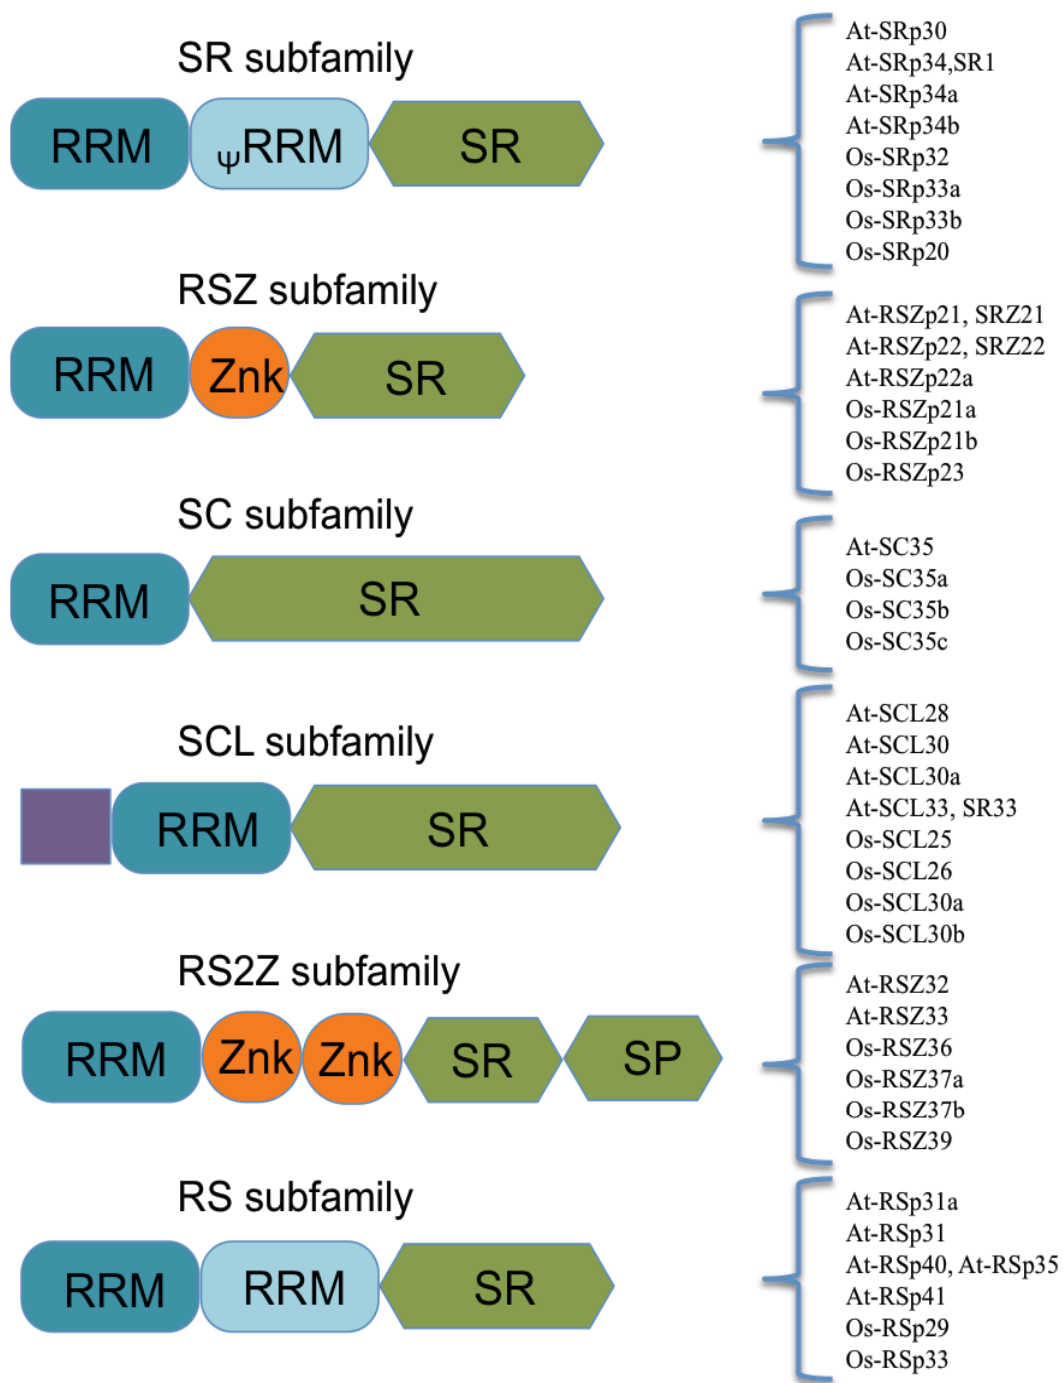 SR subfamily
RRM ΨRRM SR
At-SRp30
At-SRp34,SR1
At-SRp34a
At-SRp34b
Os-SRp32
Os-SRp33a
Os-SRp33b
Os-SRp20
RSZ subfamily
RRM Znk SR
At-RSZp21, SRZ21
At-RSZp22, SRZ22
At-RSZp22a
Os-RSZp21a
Os-RSZp21b
Os-RSZp23
SC subfamily
RRM SR
At-SC35
Os-SC35a
Os-SC35b
Os-SC35c
SCL subfamily
RRM SR
At-SCL28
At-SCL30
At-SCL30a
At-SCL33, SR33
Os-SCL25
Os-SCL26
Os-SCL30a
Os-SCL30b
RS2Z subfamily
RRM Znk Znk SR SP
At-RSZ32
At-RSZ33
Os-RSZ36
Os-RSZ37a
Os-RSZ37b
Os-RSZ39
RS subfamily
RRM RRM SR
At-RSp31a
At-RSp31
At-RSp40, At-RSp35
At-RSp41
Os-RSp29
Os-RSp33